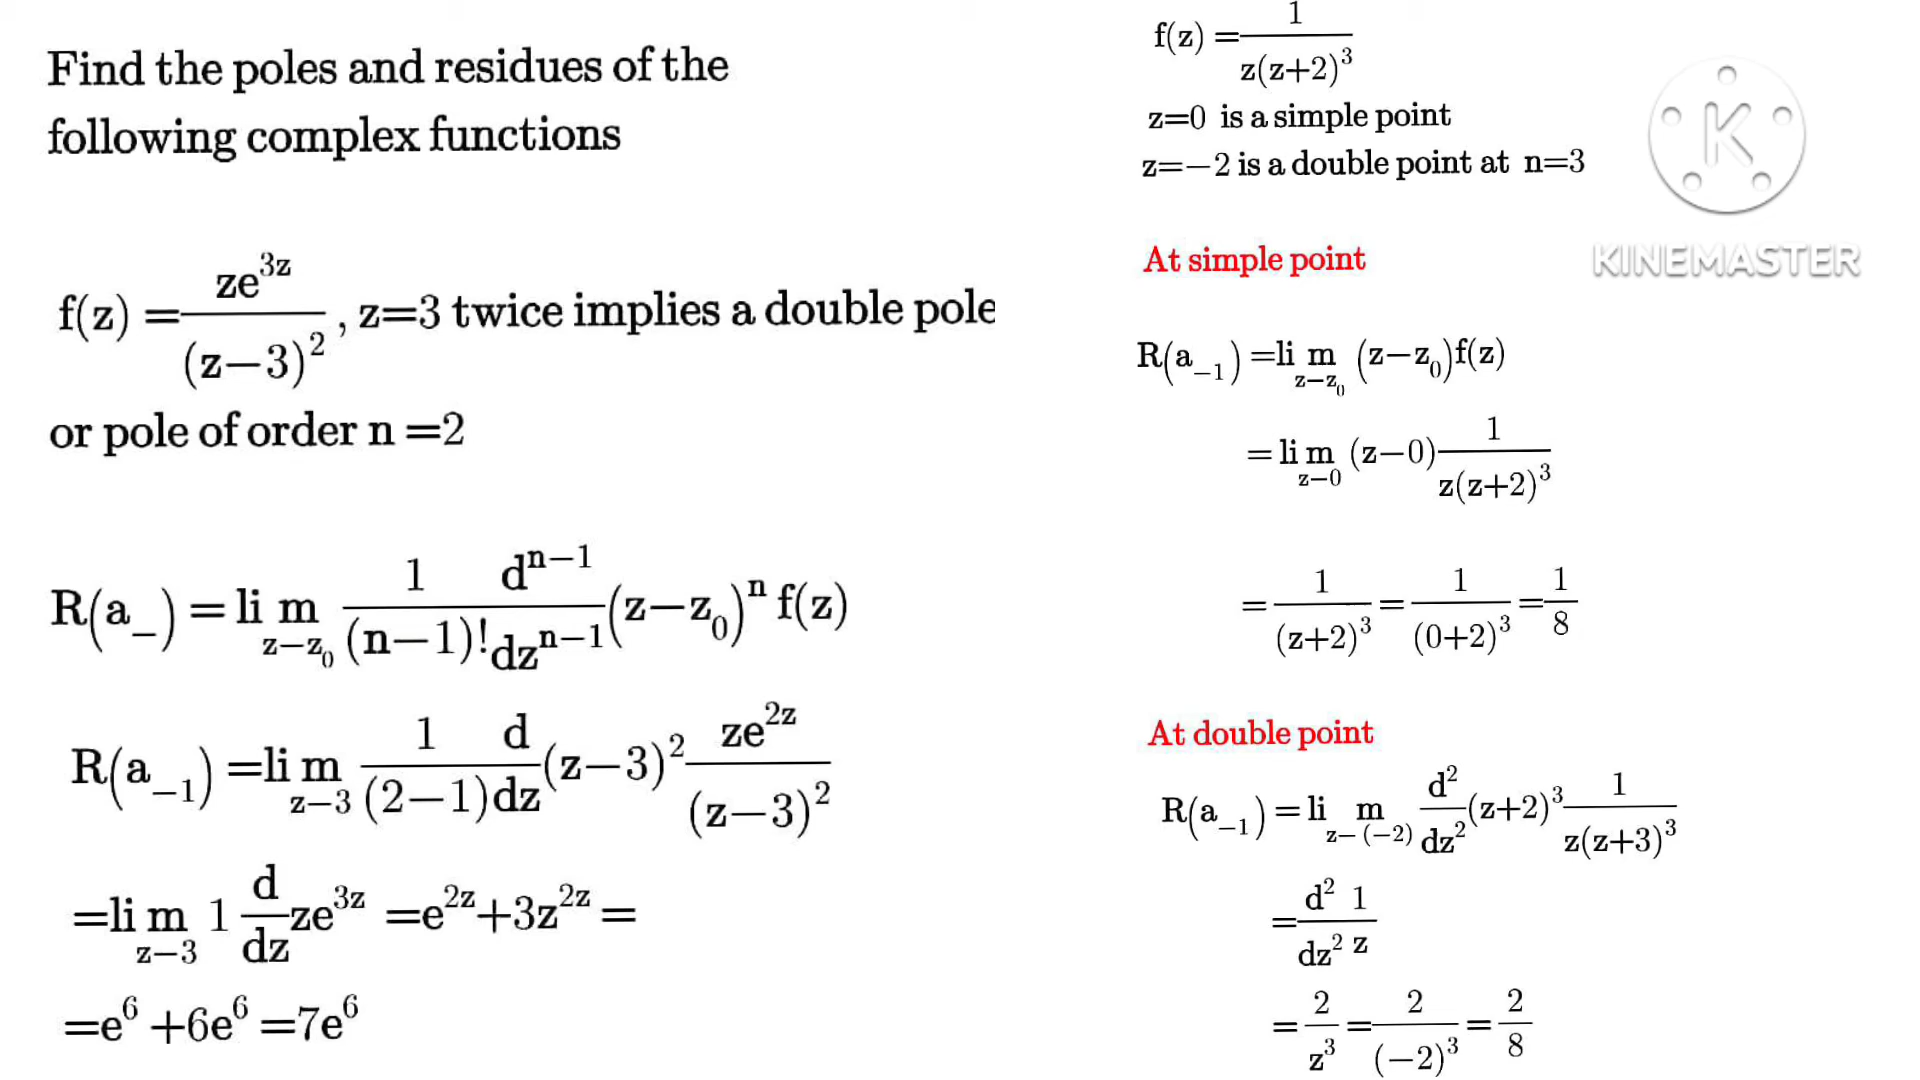 Find the poles and residues of the
following complex functions
f(z) = ze^{3z}/(z−3)^2 , z=3 twice implies a double pole
or pole of order n =2
R(a_−) = lim_{z−z_0} 1/(n−1)! d^{n−1}/dz^{n−1} (z−z_0)^n f(z)
R(a_{−1}) = lim_{z−3} 1/(2−1) d/dz (z−3)^2 ze^{2z}/(z−3)^2
= lim_{z−3} 1 d/dz ze^{3z} = e^{2z}+3z^{2z} =
= e^6 +6e^6 =7e^6
f(z) = 1/z(z+2)^3
z=0 is a simple point
z=−2 is a double point at n=3
At simple point
R(a_{−1}) = lim_{z−z_0} (z−z_0)f(z)
= lim_{z−0} (z−0) 1/z(z+2)^3
= 1/(z+2)^3 = 1/(0+2)^3 = 1/8
At double point
R(a_{−1}) = lim_{z−(−2)} d^2/dz^2 (z+2)^3 1/z(z+3)^3
= d^2/dz^2 1/z
= 2/z^3 = 2/(−2)^3 = 2/8
K
KINEMASTER